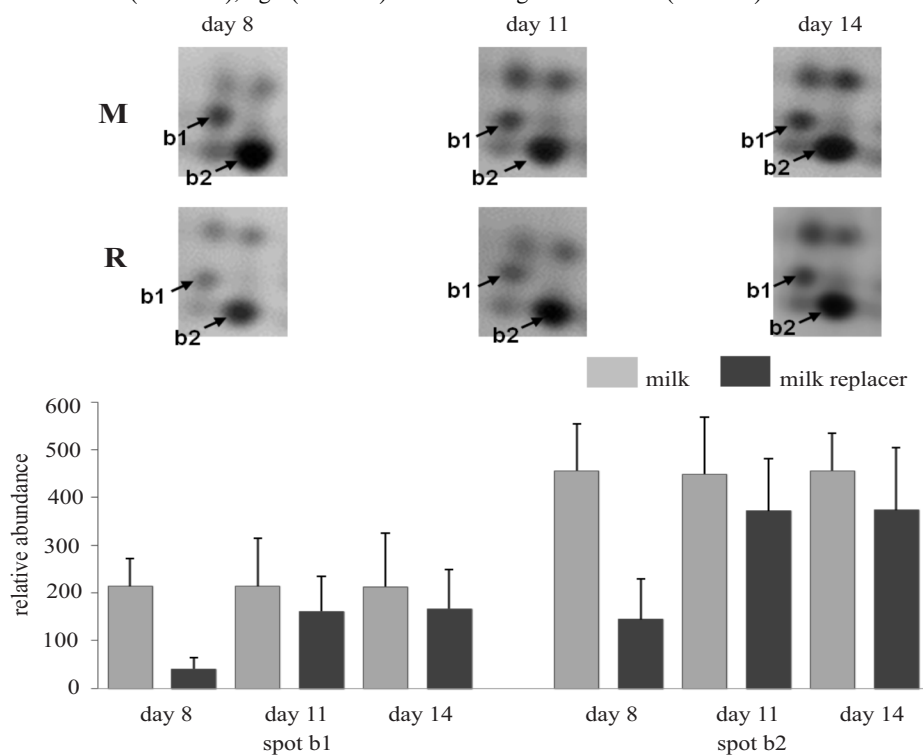 day 8 day 11 day 14
M
b1 b1 b1
b2 b2 b2
R
b1 b1 b1
b2 b2 b2
milk milk replacer
relative abundance
600
500
400
300
200
100
0
day 8 day 11 day 14 day 8 day 11 day 14
spot b1 spot b2